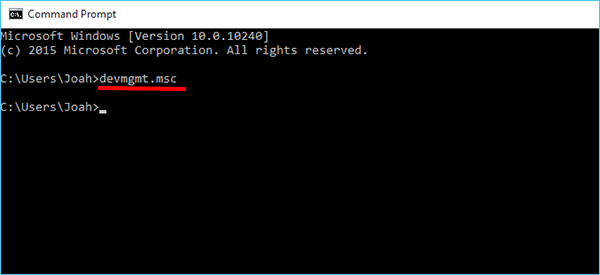 Command Prompt
Microsoft Windows [Version 10.0.10240]
(c) 2015 Microsoft Corporation. All rights reserved.
C:\Users\Joah>devmgmt.msc
C:\Users\Joah>